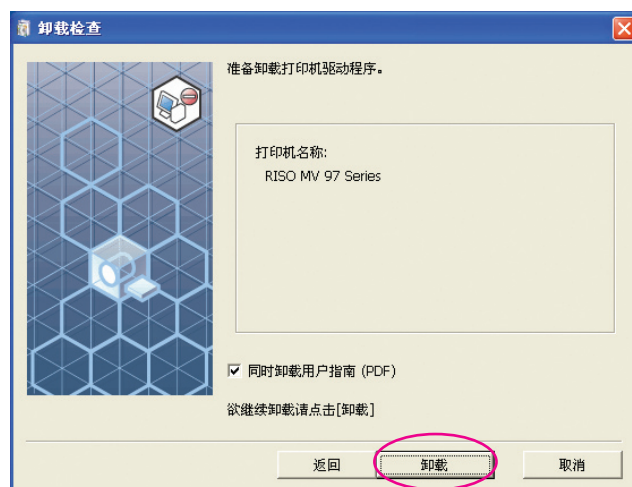 卸载检查
准备卸载打印机驱动程序。
打印机名称:
RISO MV 97 Series
同时卸载用户指南 (PDF)
欲继续卸载请点击[卸载]
返回
卸载
取消